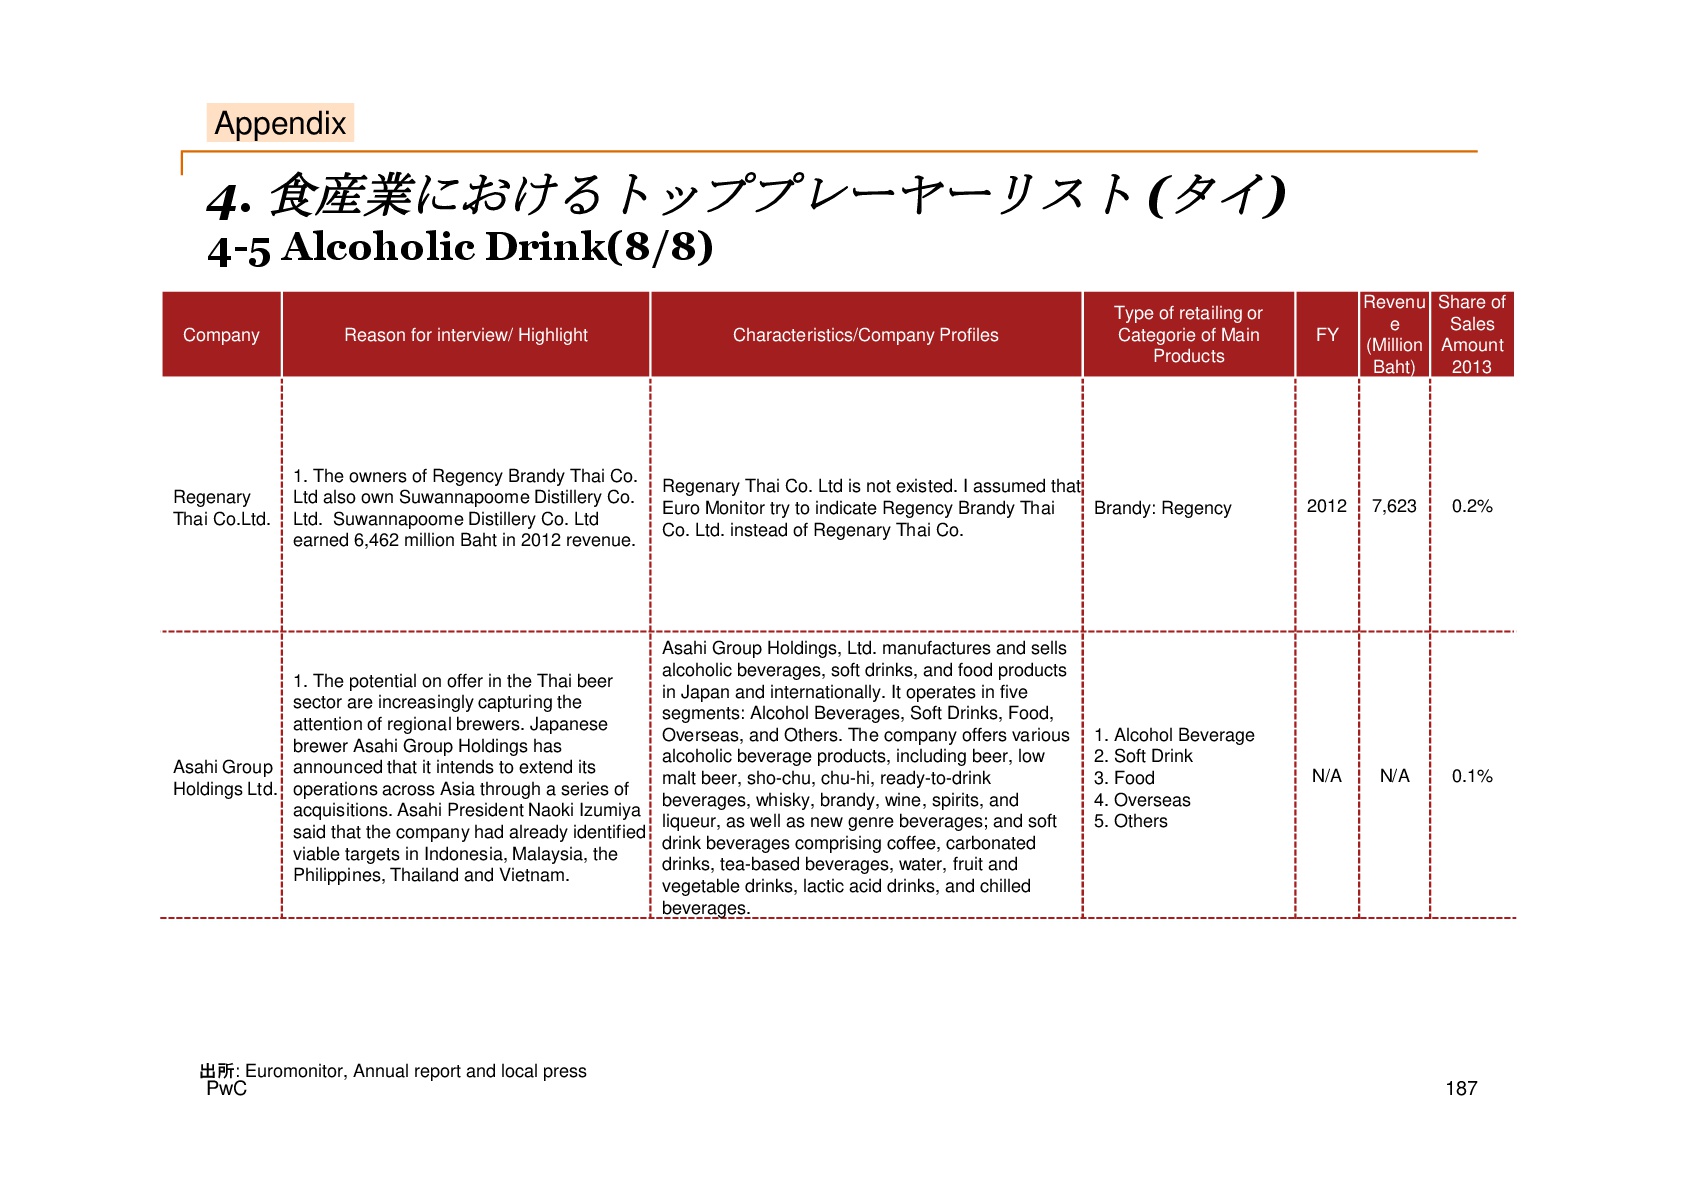 Appendix
4. 食産業におけるトッププレーヤーリスト(タイ)
4-5 Alcoholic Drink(8/8)
Company
Reason for interview/ Highlight
Characteristics/Company Profiles
Type of retailing or
Categorie of Main
Products
FY
Revenu
e
(Million
Baht)
Share of
Sales
Amount
2013
Regenary
Thai Co.Ltd.
1. The owners of Regency Brandy Thai Co.
Ltd also own Suwannapoome Distillery Co.
Ltd.  Suwannapoome Distillery Co. Ltd
earned 6,462 million Baht in 2012 revenue.
Regenary Thai Co. Ltd is not existed. I assumed that
Euro Monitor try to indicate Regency Brandy Thai
Co. Ltd. instead of Regenary Thai Co.
Brandy: Regency
2012
7,623
0.2%
Asahi Group
Holdings Ltd.
1. The potential on offer in the Thai beer
sector are increasingly capturing the
attention of regional brewers. Japanese
brewer Asahi Group Holdings has
announced that it intends to extend its
operations across Asia through a series of
acquisitions. Asahi President Naoki Izumiya
said that the company had already identified
viable targets in Indonesia, Malaysia, the
Philippines, Thailand and Vietnam.
Asahi Group Holdings, Ltd. manufactures and sells
alcoholic beverages, soft drinks, and food products
in Japan and internationally. It operates in five
segments: Alcohol Beverages, Soft Drinks, Food,
Overseas, and Others. The company offers various
alcoholic beverage products, including beer, low
malt beer, sho-chu, chu-hi, ready-to-drink
beverages, whisky, brandy, wine, spirits, and
liqueur, as well as new genre beverages; and soft
drink beverages comprising coffee, carbonated
drinks, tea-based beverages, water, fruit and
vegetable drinks, lactic acid drinks, and chilled
beverages.
1. Alcohol Beverage
2. Soft Drink
3. Food
4. Overseas
5. Others
N/A
N/A
0.1%
出所: Euromonitor, Annual report and local press
PwC
187